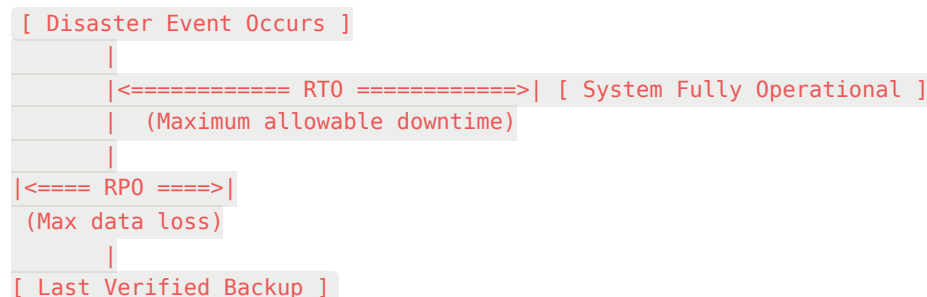 [ Disaster Event Occurs ]
|
|<============ RTO ============>| [ System Fully Operational ]
| (Maximum allowable downtime)
|
|<==== RPO ====>|
(Max data loss)
|
[ Last Verified Backup ]